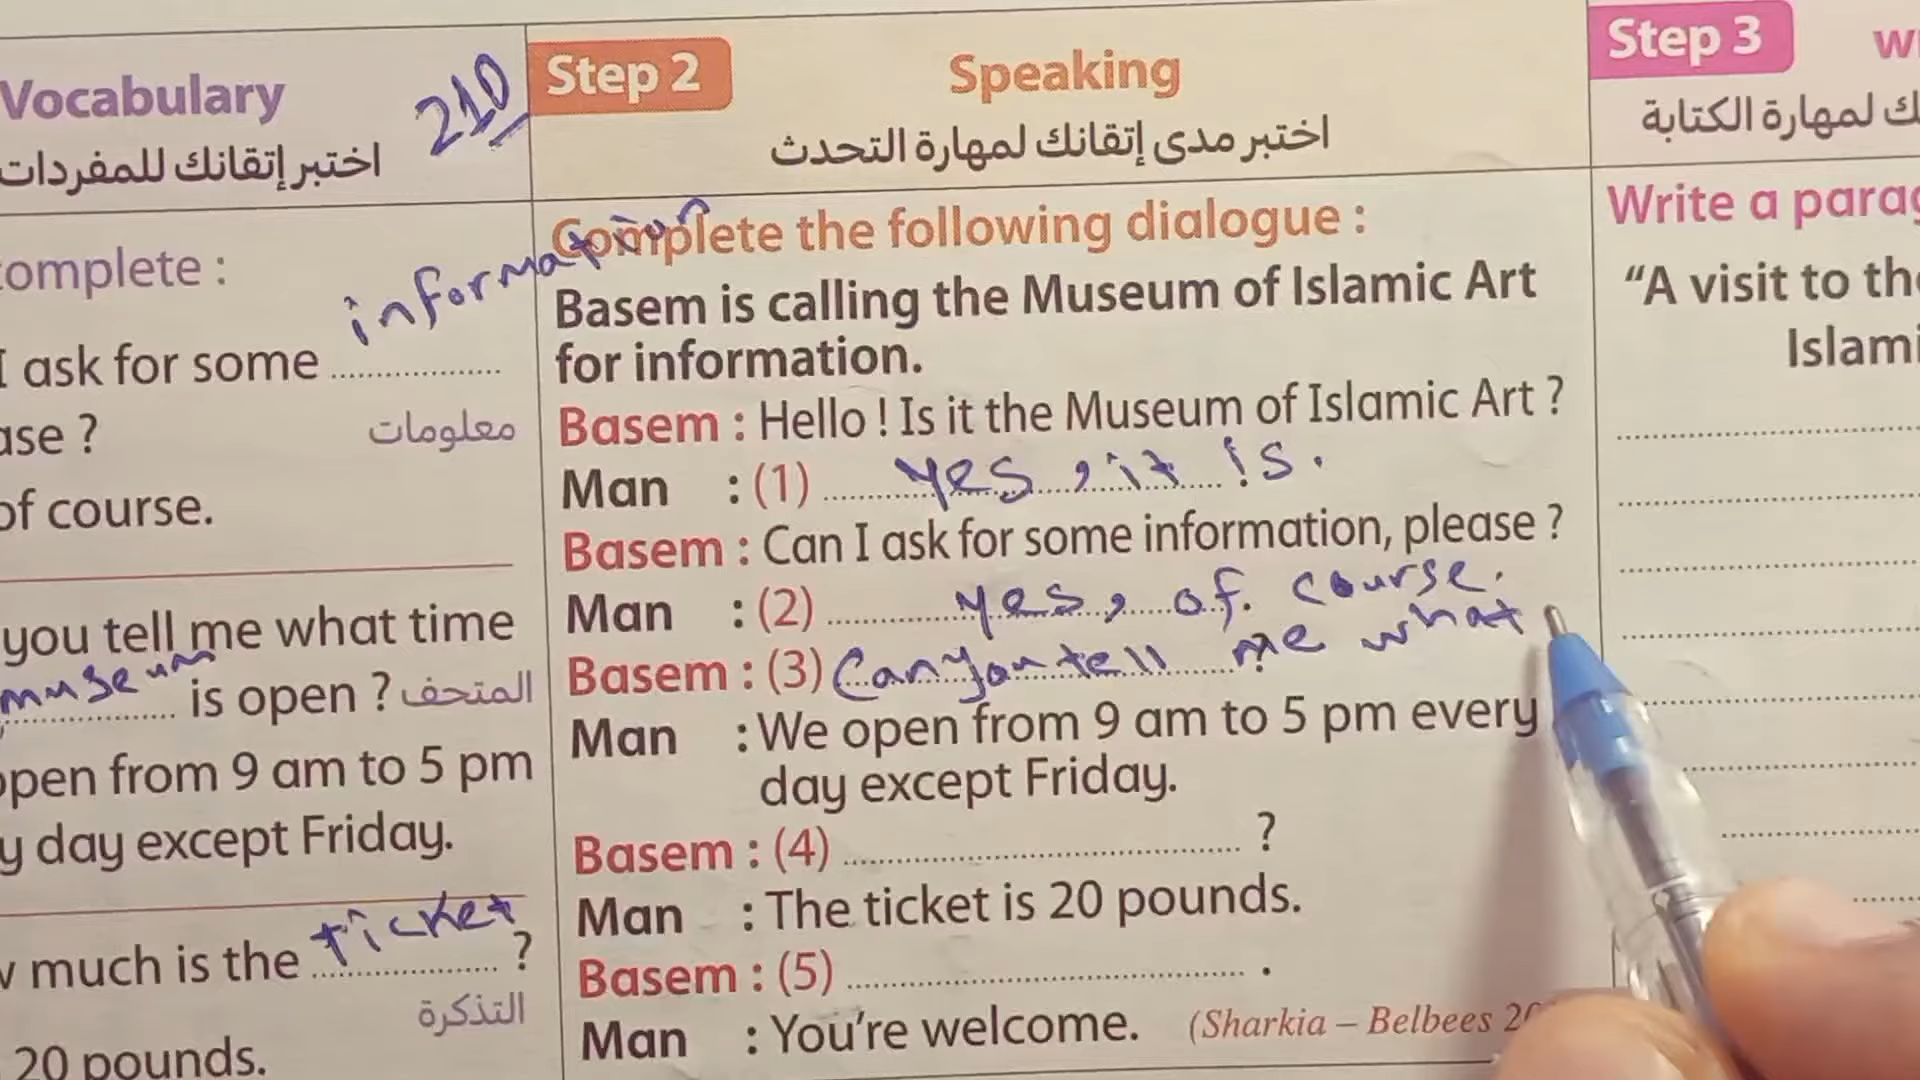 Vocabulary
اختبر إتقانك للمفردات
210
complete :
information
I ask for some ..................
ase ?
معلومات
of course.
you tell me what time
museum
.................. is open ? المتحف
open from 9 am to 5 pm
y day except Friday.
ticket
w much is the .................. ?
التذكرة
20 pounds.
Step 2 Speaking
اختبر مدى إتقانك لمهارة التحدث
Complete the following dialogue :
Basem is calling the Museum of Islamic Art
for information.
Basem : Hello ! Is it the Museum of Islamic Art ?
Man : (1) yes, it is.
Basem : Can I ask for some information, please ?
Man : (2) yes, of course.
Basem : (3) Can you tell me what ?
Man : We open from 9 am to 5 pm every
day except Friday.
Basem : (4) .................. ?
Man : The ticket is 20 pounds.
Basem : (5) .................. .
Man : You're welcome. (Sharkia – Belbees 20
Step 3
ك لمهارة الكتابة
Write a parag
“A visit to the
Islami